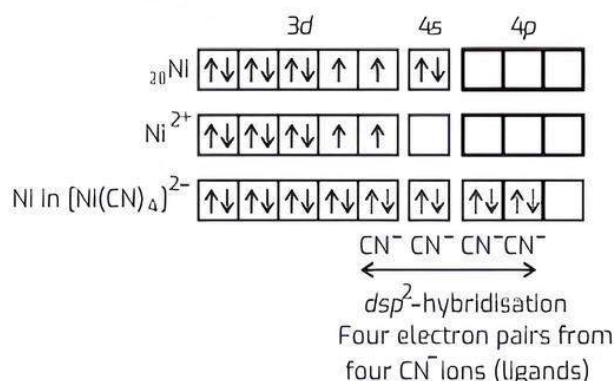 3d 4s 4p
₂₀Ni ↑↓ ↑↓ ↑↓ ↑ ↑ ↑↓
Ni²⁺ ↑↓ ↑↓ ↑↓ ↑ ↑
Ni in [Ni(CN)₄]²⁻ ↑↓ ↑↓ ↑↓ ↑↓ ↑↓ ↑↓ ↑↓ ↑↓
CN⁻ CN⁻ CN⁻ CN⁻
dsp²-hybridisation
Four electron pairs from
four CN⁻ ions (ligands)